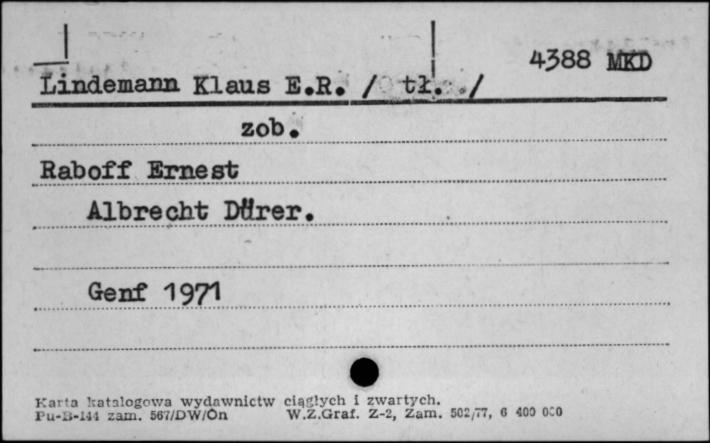 4388 MKD
Lindemann Klaus E.R. / tł. /
zob.
Raboff Ernest
Albrecht Dürer.
Genf 1971
Karta katalogowa wydawnictw ciągłych i zwartych.
Pu-B-144 zam. 567/DW/On W.Z.Graf. Z-2, Zam. 502/77, 6 400 000